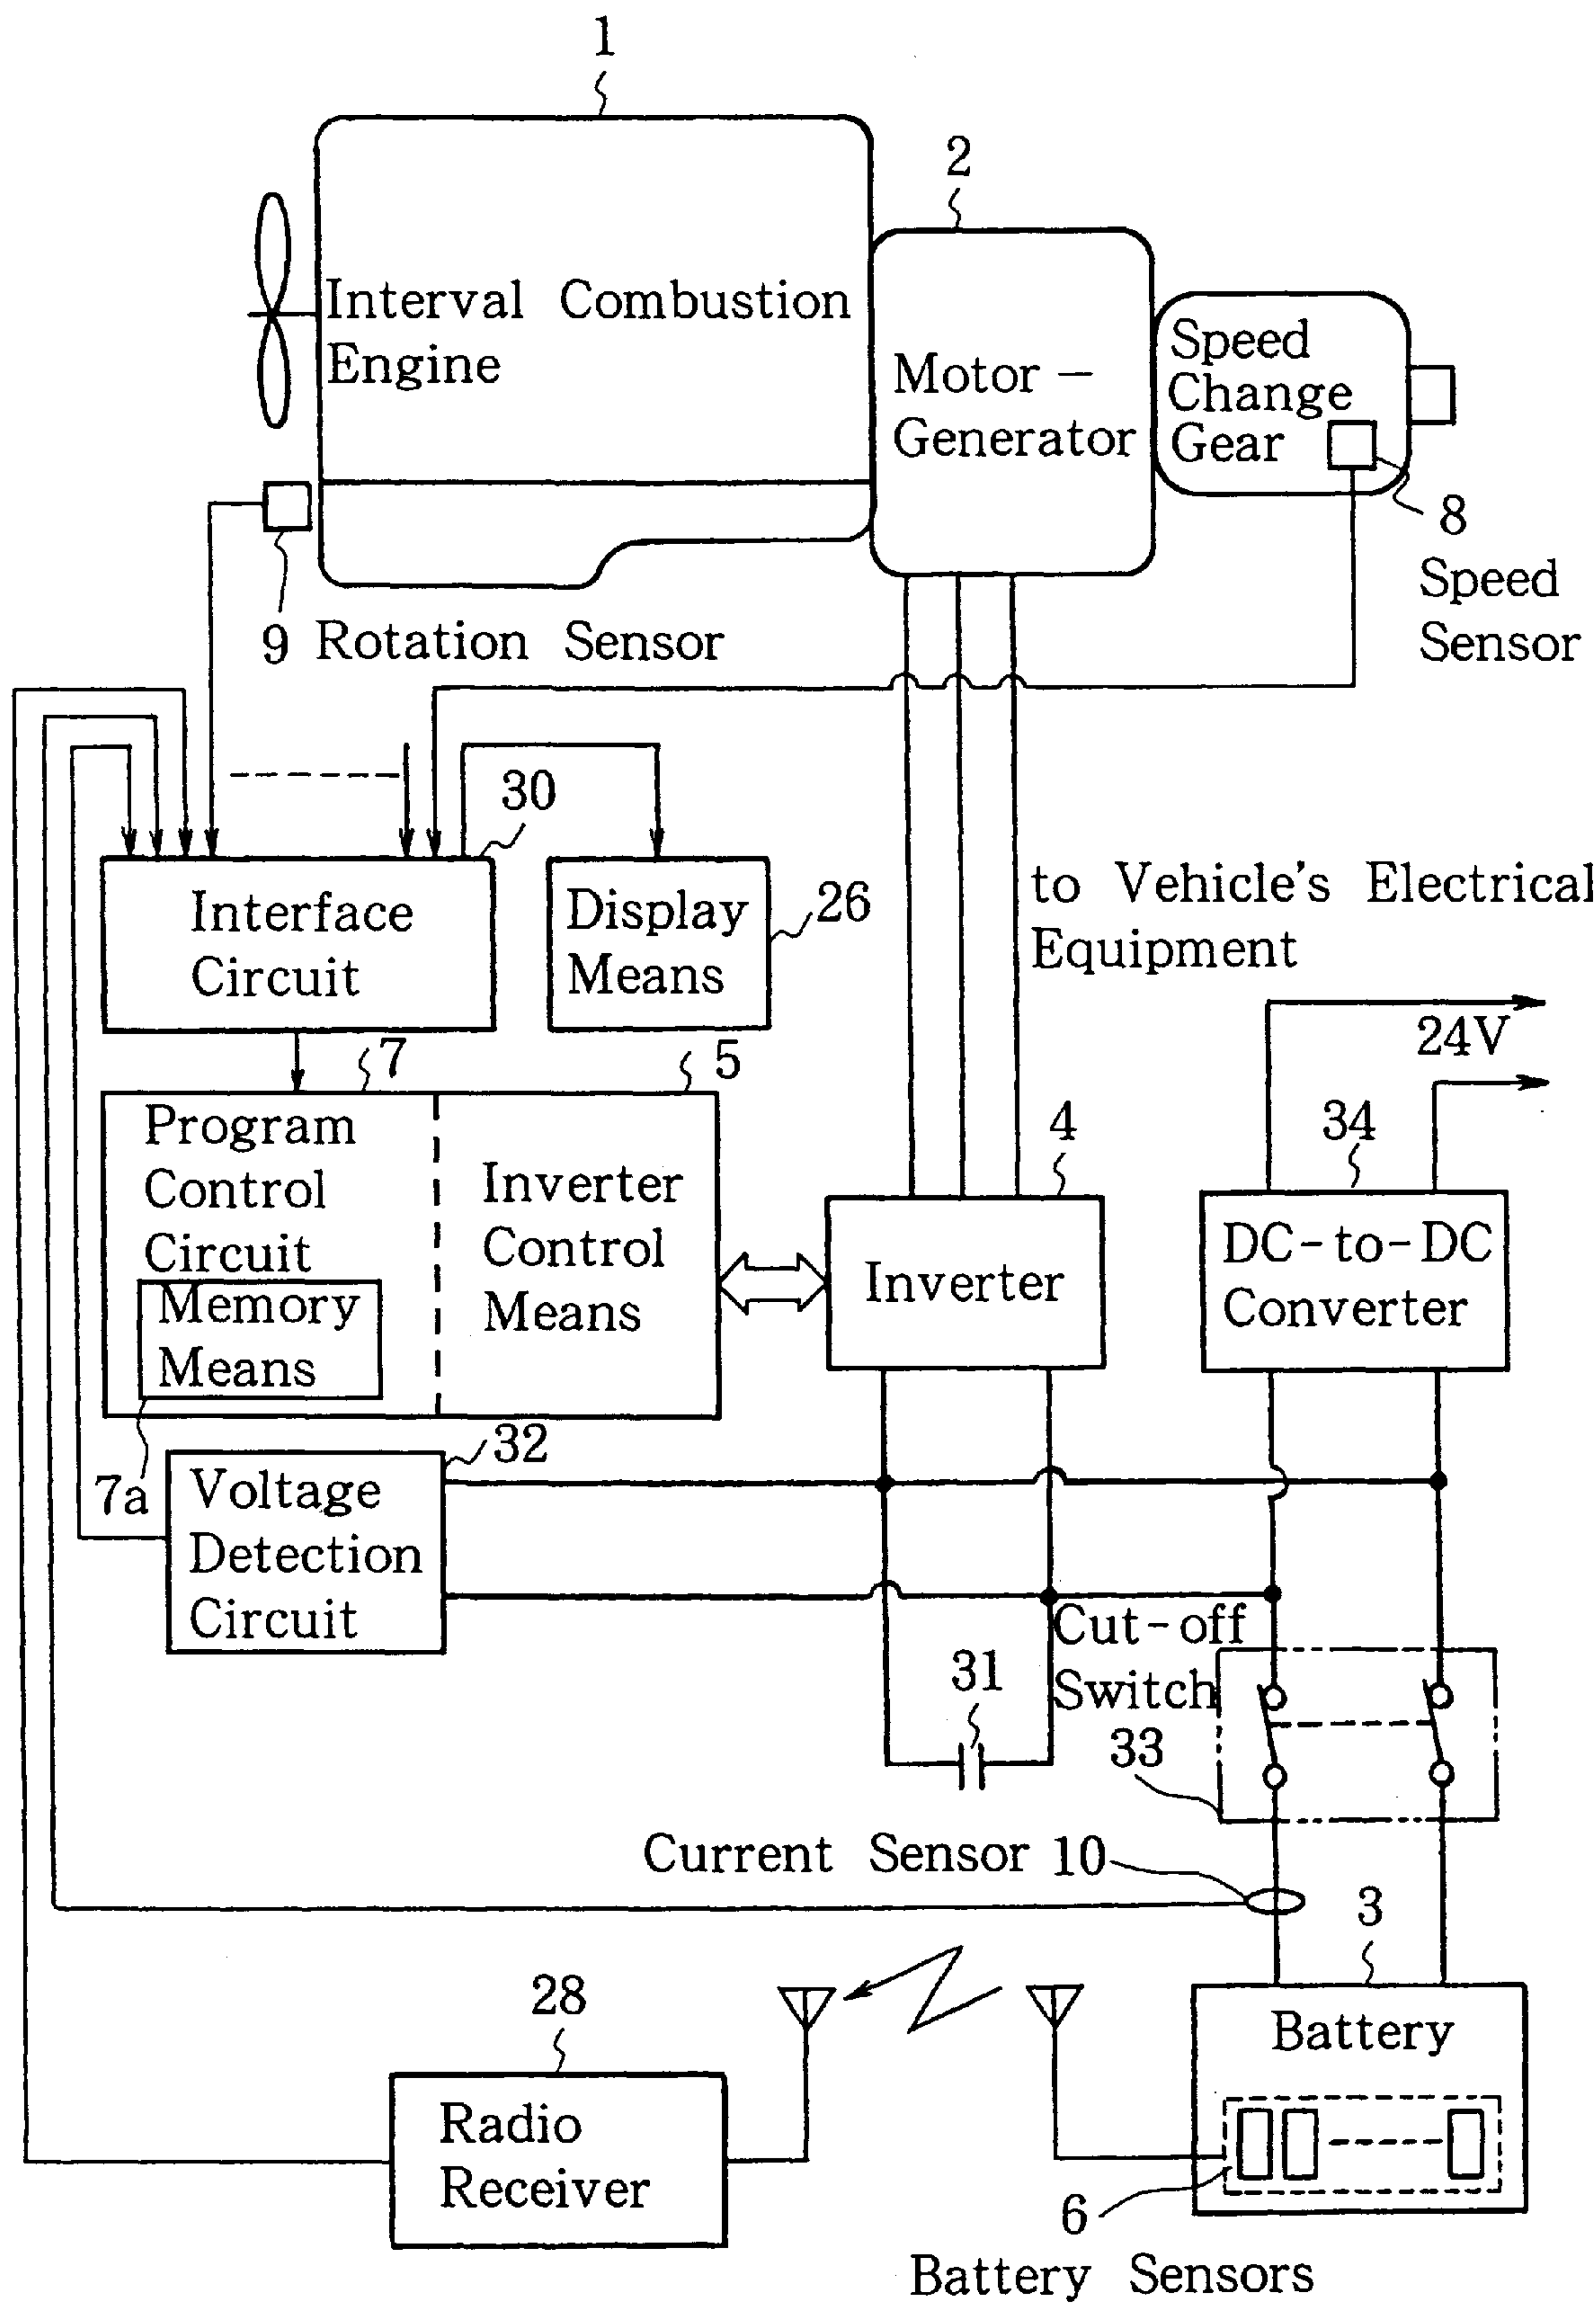 1
2
Interval Combustion
Engine
Motor-
Generator
Speed
Change
Gear
8
Speed
Sensor
9 Rotation Sensor
30
Interface
Circuit
Display
Means
26
to Vehicle's Electrical
Equipment
24V
7
5
Program
Control
Circuit
Memory
Means
7a
Inverter
Control
Means
4
Inverter
34
DC-to-DC
Converter
32
Voltage
Detection
Circuit
31
Cut-off
Switch
33
Current Sensor 10
3
Battery
28
Radio
Receiver
6
Battery Sensors